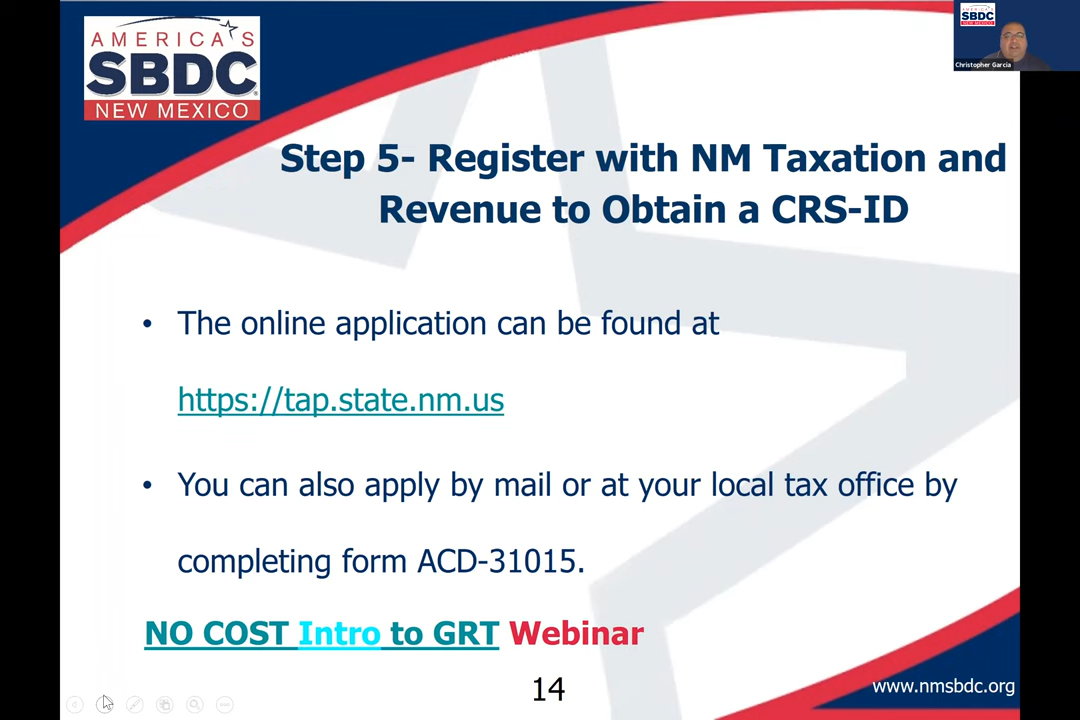 AMERICA'S
SBDC
NEW MEXICO
SBDC
NEW MEXICO
Christopher Garcia
Step 5- Register with NM Taxation and
Revenue to Obtain a CRS-ID
• The online application can be found at
https://tap.state.nm.us
• You can also apply by mail or at your local tax office by
completing form ACD-31015.
NO COST Intro to GRT Webinar
14
www.nmsbdc.org